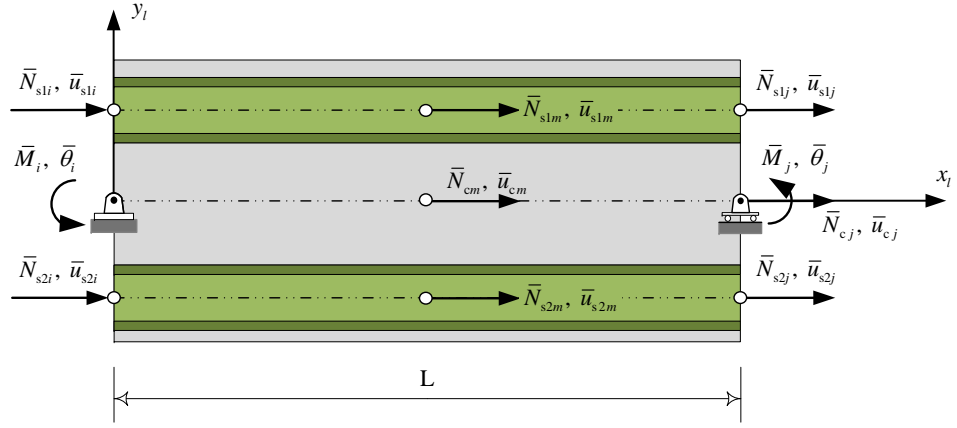 y_l
N̄_s1i, ū_s1i
N̄_s1m, ū_s1m
N̄_s1j, ū_s1j
M̄_i, θ̄_i
N̄_cm, ū_cm
M̄_j, θ̄_j
x_l
N̄_cj, ū_cj
N̄_s2i, ū_s2i
N̄_s2m, ū_s2m
N̄_s2j, ū_s2j
L